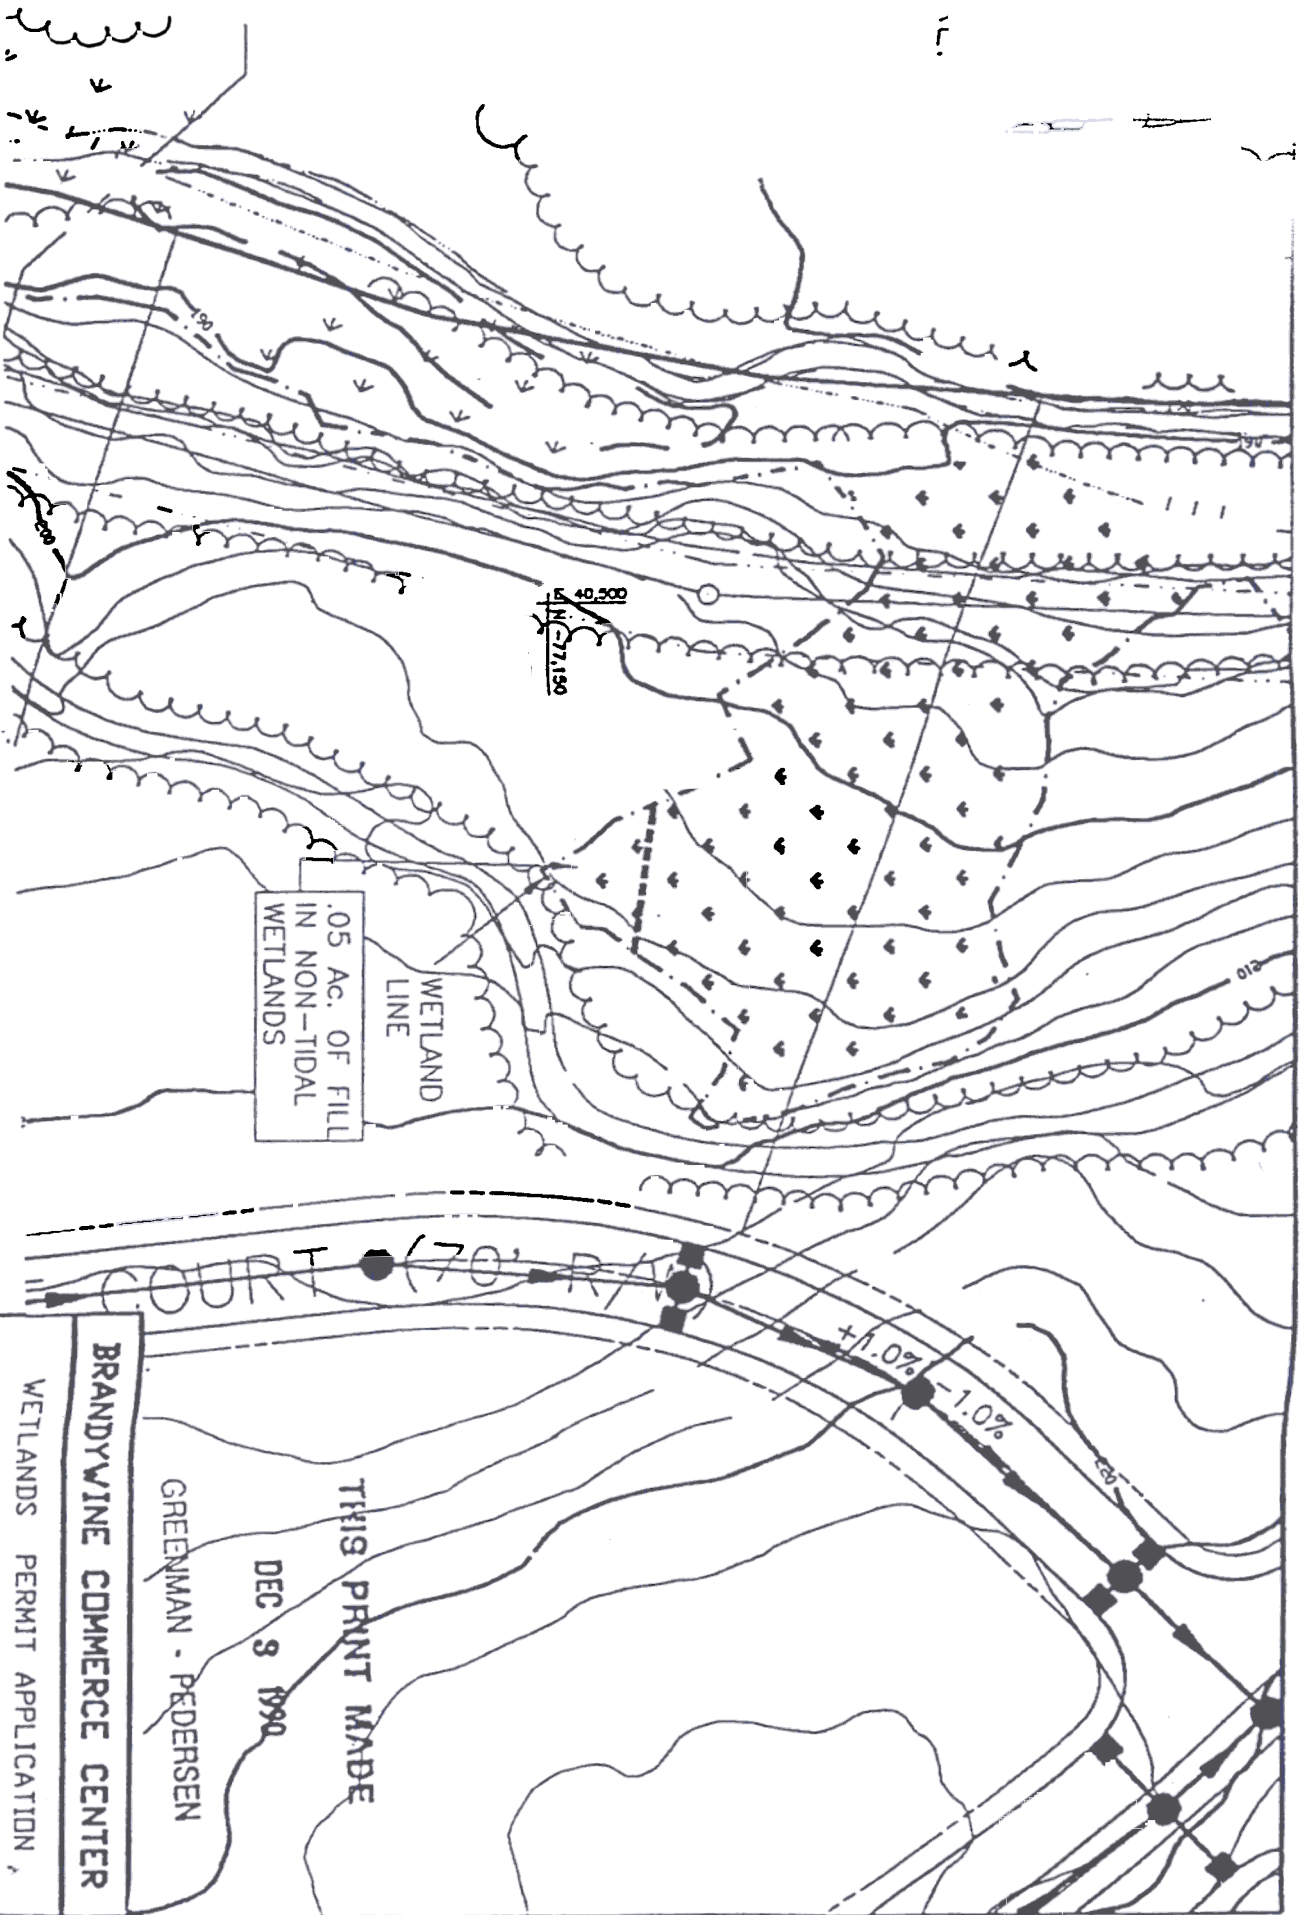 190
190
200
E 40,500
N -77,150
210
WETLAND
LINE
.05 Ac. OF FILL
IN NON-TIDAL
WETLANDS
COURT (70' R/W
+1.0%
-1.0%
220
THIS PRINT MADE
DEC 3 1990
GREENMAN - PEDERSEN
BRANDYWINE COMMERCE CENTER
WETLANDS PERMIT APPLICATION